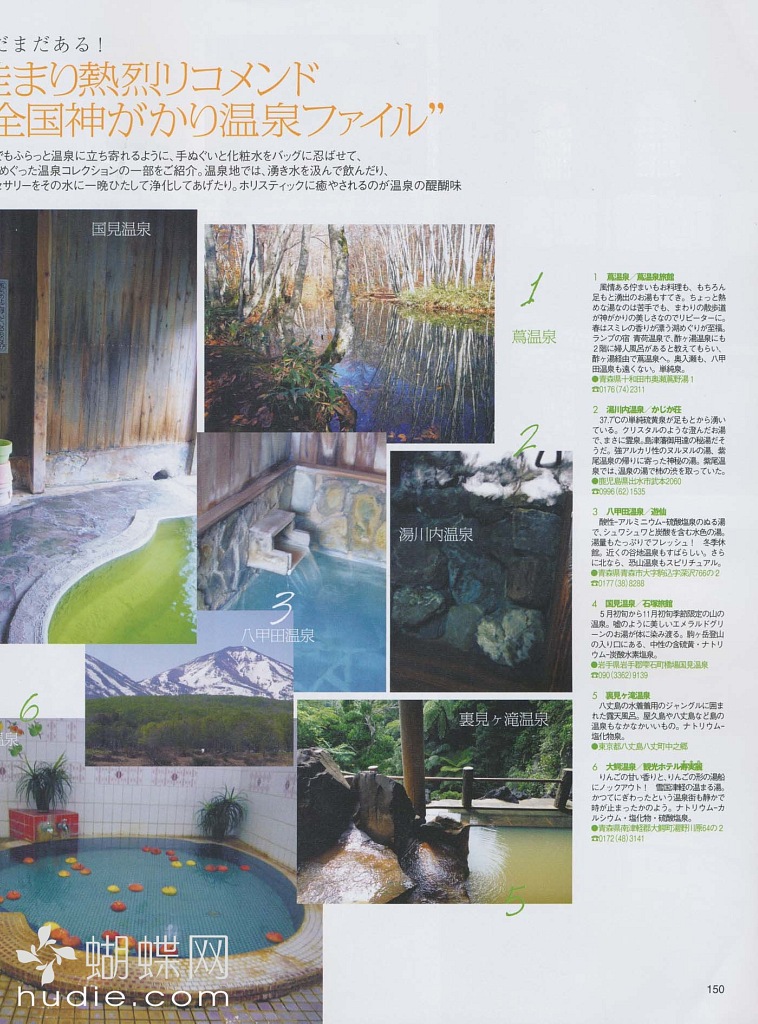 だまだある！
まり熱烈リコメンド
全国神がかり温泉ファイル”
でもふらっと温泉に立ち寄れるように、手ぬぐいと化粧水をバッグに忍ばせて、
めぐった温泉コレクションの一部をご紹介。温泉地では、湧き水を汲んで飲んだり、
セサリーをその水に一晩ひたして浄化してあげたり。ホリスティックに癒やされるのが温泉の醍醐味
国見温泉
1
蔦温泉
2
湯川内温泉
3
八甲田温泉
6
温泉
裏見ヶ滝温泉
5
1 蔦温泉／蔦温泉旅館
風情ある佇まいもお料理も、もちろん
足もと湧出のお湯もすてき。ちょっと熱
めな湯なのは苦手でも、まわりの散歩道
が神がかりの美しさなのでリピーターに。
春はスミレの香りが漂う湖めぐりが至福。
ランプの宿 青荷温泉で、酢ヶ湯温泉にも
2階に婦人風呂があると教えてもらい、
酢ヶ湯経由で蔦温泉へ。奥入瀬も、八甲
田温泉も遠くない。単純泉。
●青森県十和田市奥瀬蔦野湯1
☎0176(74)2311
2 湯川内温泉／かじか荘
37.7℃の単純硫黄泉が足もとから湧い
ている。クリスタルのような澄んだお湯
で、まさに霊泉。島津藩御用達の秘湯だそ
うだ。強アルカリ性のヌルヌルの湯、紫
尾温泉の帰りに寄った神秘の湯。紫尾温
泉では、温泉の湯で柿の渋を取っていた。
●鹿児島県出水市武本2060
☎0996(62)1535
3 八甲田温泉／遊仙
酸性-アルミニウム-硫酸塩泉のぬる湯
で、シュワシュワと炭酸を含む水色の湯。
湯量もたっぷりでフレッシュ！ 冬季休
館。近くの谷地温泉もすばらしい。さら
に北なら、恐山温泉もスピリチュアル。
●青森県青森市大字駒込字深沢766の2
☎0177(38)8288
4 国見温泉／石塚旅館
5月初旬から11月初旬季節限定の山の
温泉。嘘のように美しいエメラルドグリ
ーンのお湯が体に染み渡る。駒ヶ岳登山
の入り口にある、中性の含硫黄・ナトリ
ウム-炭酸水素塩泉。
●岩手県岩手郡雫石町橋場国見温泉
☎090(3362)9139
5 裏見ヶ滝温泉
八丈島の水着着用のジャングルに囲ま
れた露天風呂。屋久島や八丈島など島の
温泉もなかなかいいもの。ナトリウム-
塩化物泉。
●東京都八丈島八丈町中之郷
6 大鰐温泉／観光ホテル寿実園
りんごの甘い香りと、りんごの形の湯船
にノックアウト！ 雪国津軽の温まる湯。
かつてにぎわったという温泉街も静かで
時が止まったかのよう。ナトリウム-カ
ルシウム・塩化物・硫酸塩泉。
●青森県南津軽郡大鰐町湯野川原64の2
☎0172(48)3141
蝴蝶网
hudie.com
150